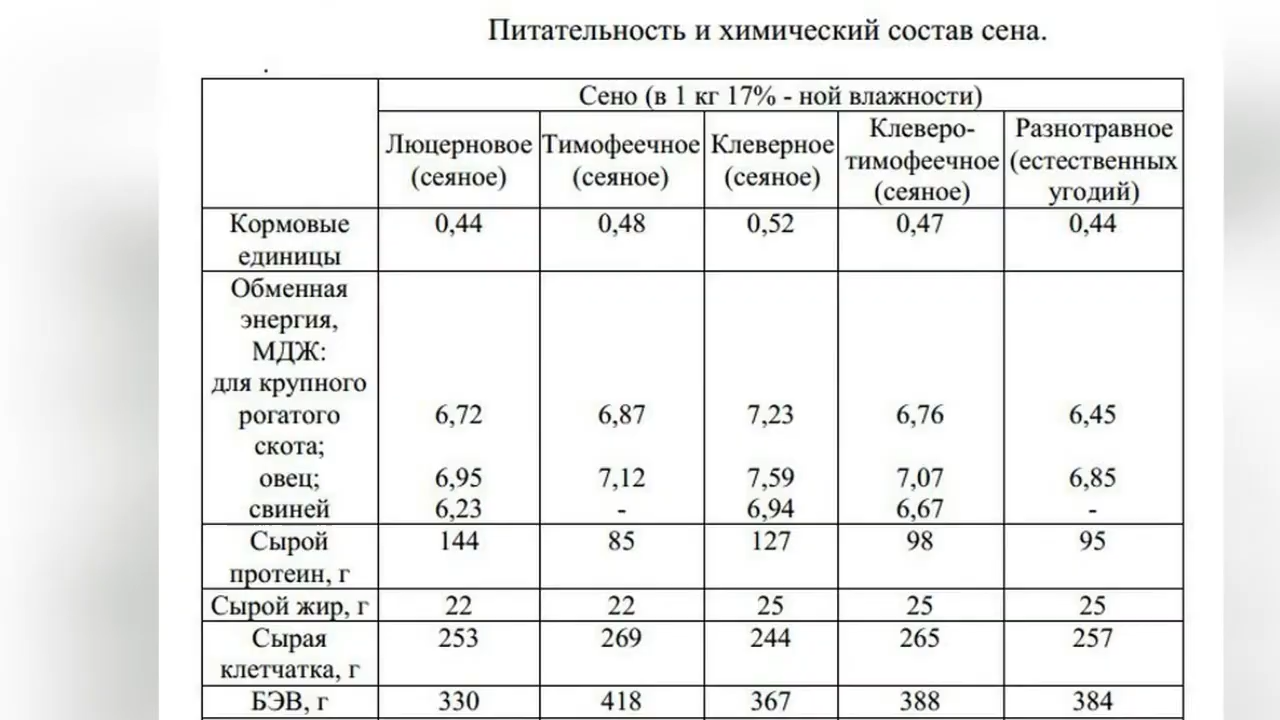 Питательность и химический состав сена.
.
Сено (в 1 кг 17% - ной влажности)
Люцерновое (сеяное) Тимофеечное (сеяное) Клеверное (сеяное) Клеверо-тимофеечное (сеяное) Разнотравное (естественных угодий)
Кормовые единицы 0,44 0,48 0,52 0,47 0,44
Обменная
энергия,
МДЖ:
для крупного
рогатого 6,72 6,87 7,23 6,76 6,45
скота;
овец; 6,95 7,12 7,59 7,07 6,85
свиней 6,23 - 6,94 6,67 -
Сырой 144 85 127 98 95
протеин, г
Сырой жир, г 22 22 25 25 25
Сырая 253 269 244 265 257
клетчатка, г
БЭВ, г 330 418 367 388 384